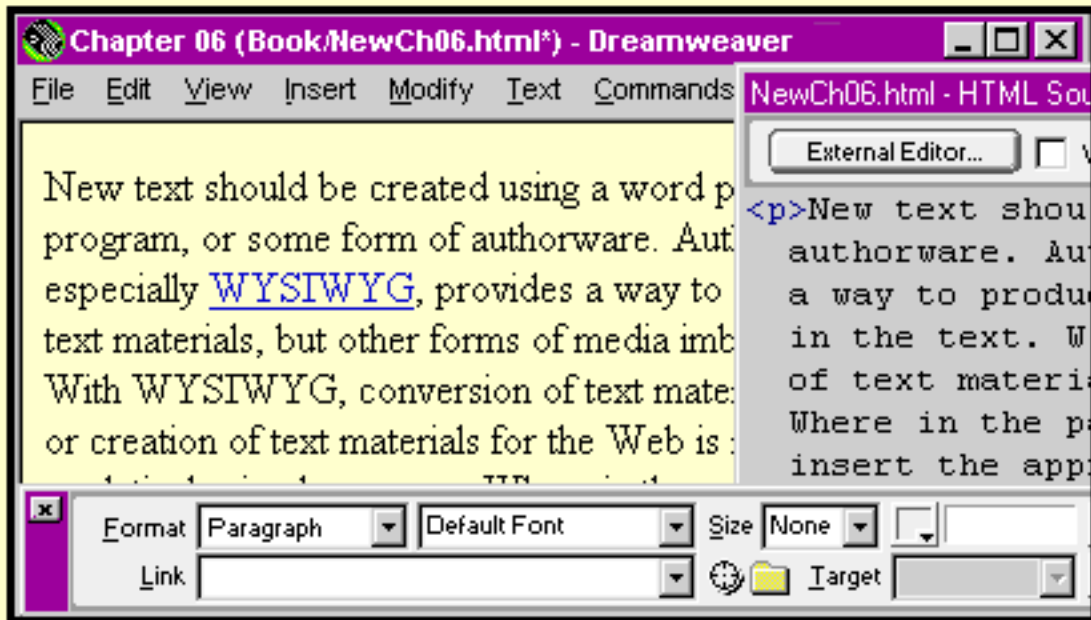 Chapter 06 (Book/NewCh06.html*) - Dreamweaver
File Edit View Insert Modify Text Commands
New text should be created using a word p
program, or some form of authorware. Aut
especially WYSIWYG, provides a way to
text materials, but other forms of media imb
With WYSIWYG, conversion of text mate
or creation of text materials for the Web is
NewCh06.html - HTML Sou
External Editor...
<p>New text shou
authorware. Au
a way to produ
in the text. W
of text materia
Where in the pa
insert the app
Format Paragraph Default Font Size None
Link Target